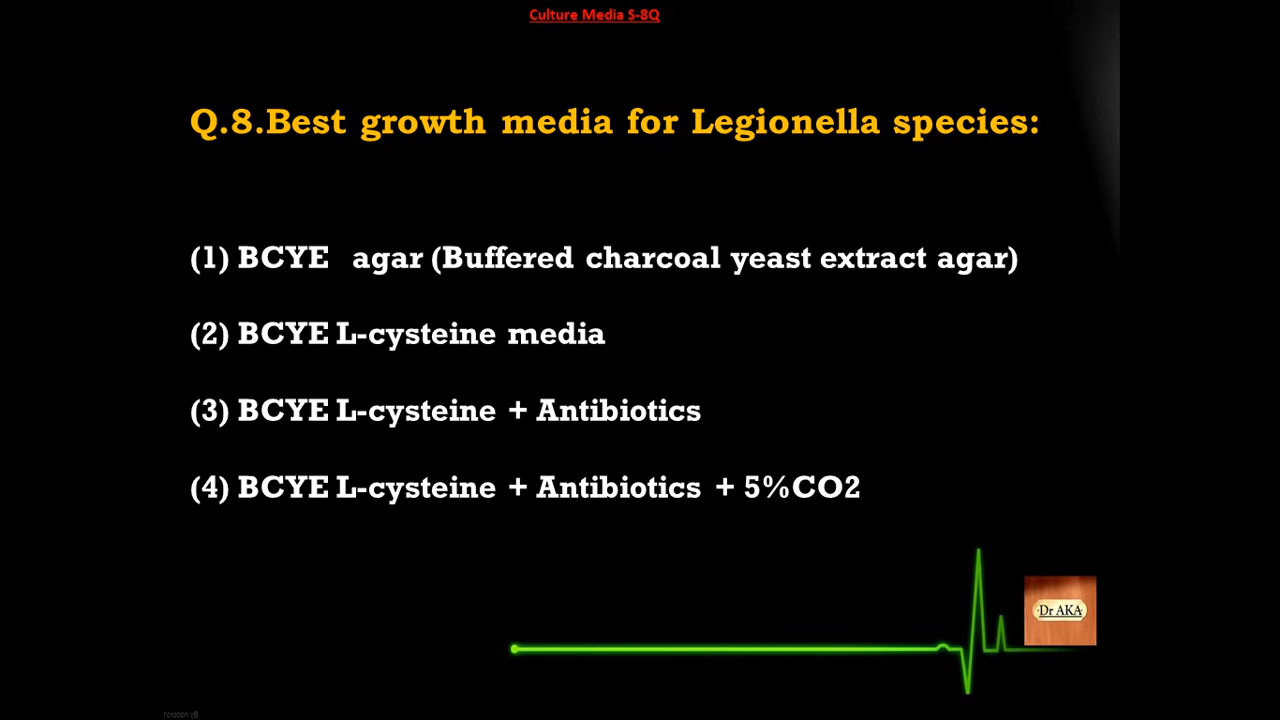 Culture Media S-8Q
Q.8.Best growth media for Legionella species:
(1) BCYE agar (Buffered charcoal yeast extract agar)
(2) BCYE L-cysteine media
(3) BCYE L-cysteine + Antibiotics
(4) BCYE L-cysteine + Antibiotics + 5%CO2
Dr AKA